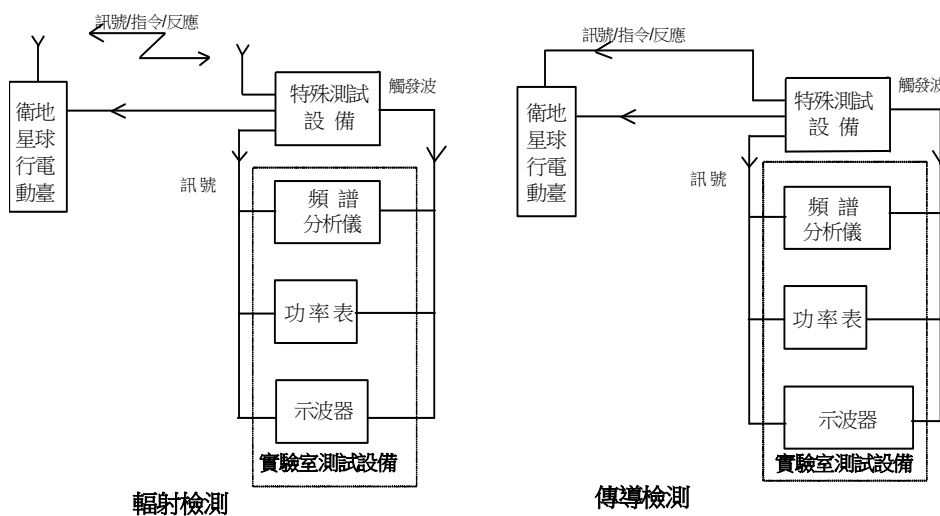 訊號/指令/反應
特殊測試
設 備
觸發波
衛地
星球
行電
動臺
訊 號
頻 譜
分析儀
功率表
示波器
實驗室測試設備
輻射檢測
訊號/指令/反應
特殊測試
設 備
觸發波
衛地
星球
行電
動臺
訊 號
頻 譜
分析儀
功率表
示波器
實驗室測試設備
傳導檢測